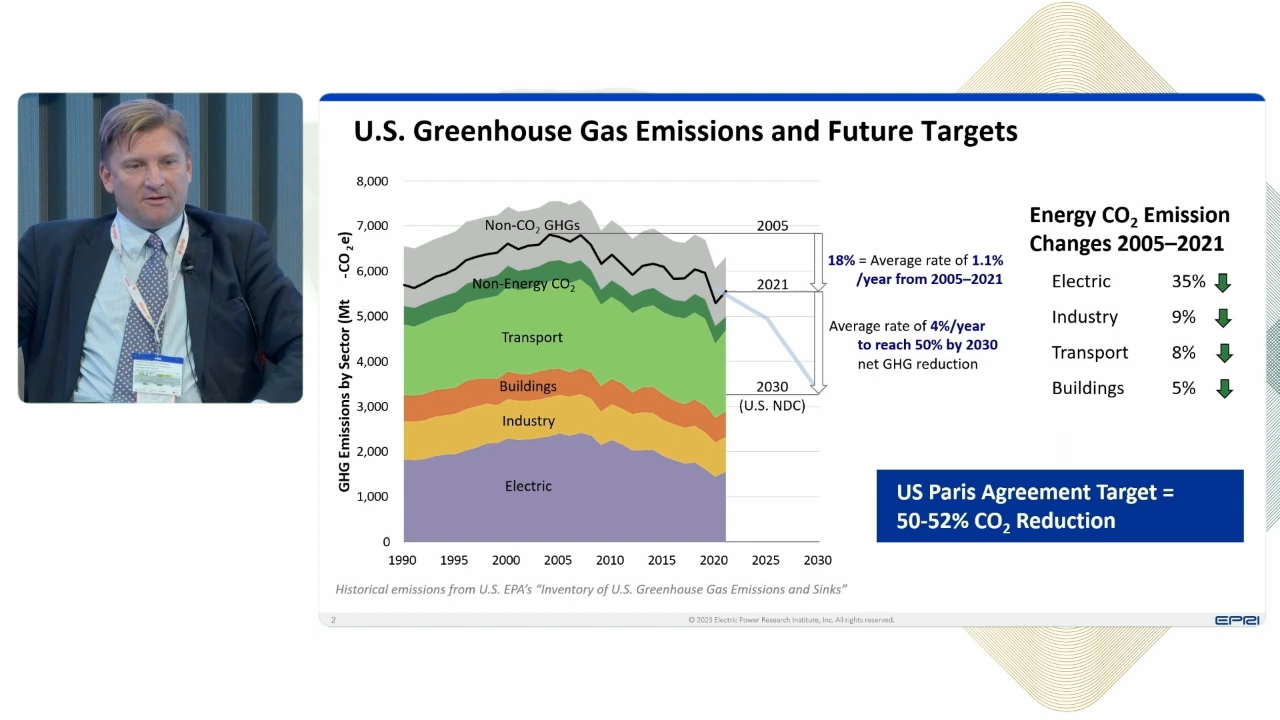 U.S. Greenhouse Gas Emissions and Future Targets
GHG Emissions by Sector (Mt -CO2e)
8,000
7,000
6,000
5,000
4,000
3,000
2,000
1,000
0
1990
1995
2000
2005
2010
2015
2020
2025
2030
Non-CO2 GHGs
Non-Energy CO2
Transport
Buildings
Industry
Electric
2005
2021
2030
(U.S. NDC)
18% = Average rate of 1.1%
/year from 2005–2021
Average rate of 4%/year
to reach 50% by 2030
net GHG reduction
Energy CO2 Emission
Changes 2005–2021
Electric 35%
Industry 9%
Transport 8%
Buildings 5%
US Paris Agreement Target =
50-52% CO2 Reduction
Historical emissions from U.S. EPA's “Inventory of U.S. Greenhouse Gas Emissions and Sinks”
2
© 2023 Electric Power Research Institute, Inc. All rights reserved.
EPRI